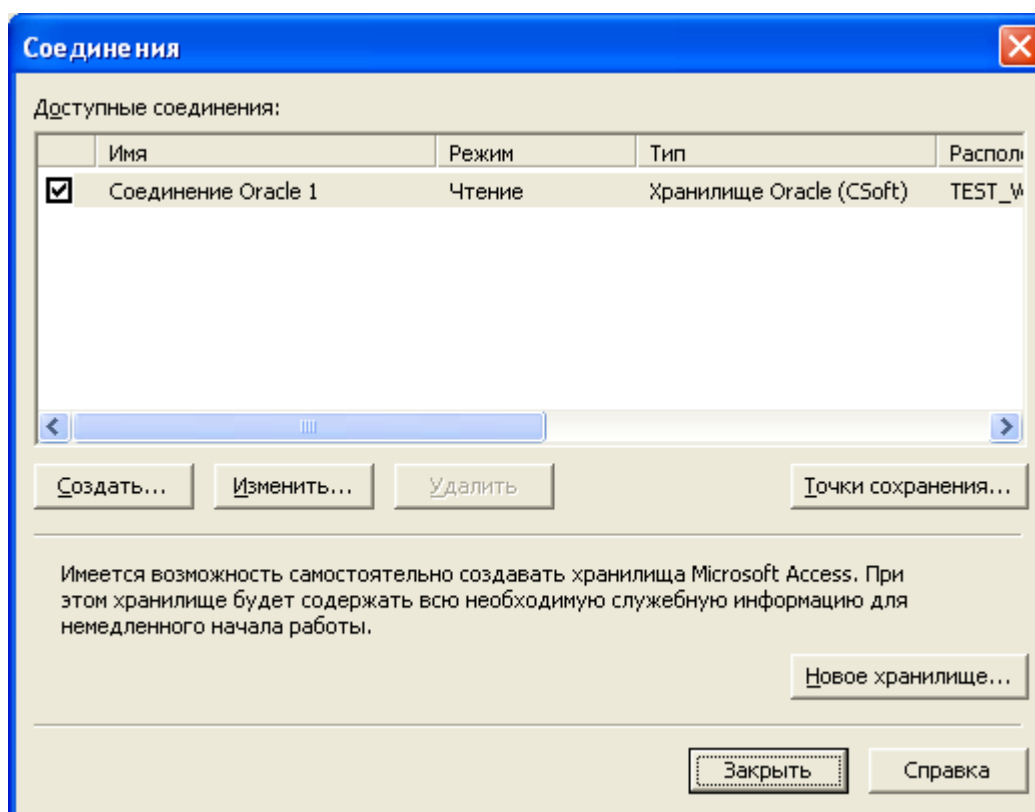 Соединения
Доступные соединения:
Имя Режим Тип Распол
Соединение Oracle 1 Чтение Хранилище Oracle (CSoft) TEST_W
Создать... Изменить... Удалить Точки сохранения...
Имеется возможность самостоятельно создавать хранилища Microsoft Access. При
этом хранилище будет содержать всю необходимую служебную информацию для
немедленного начала работы.
Новое хранилище...
Закрыть Справка